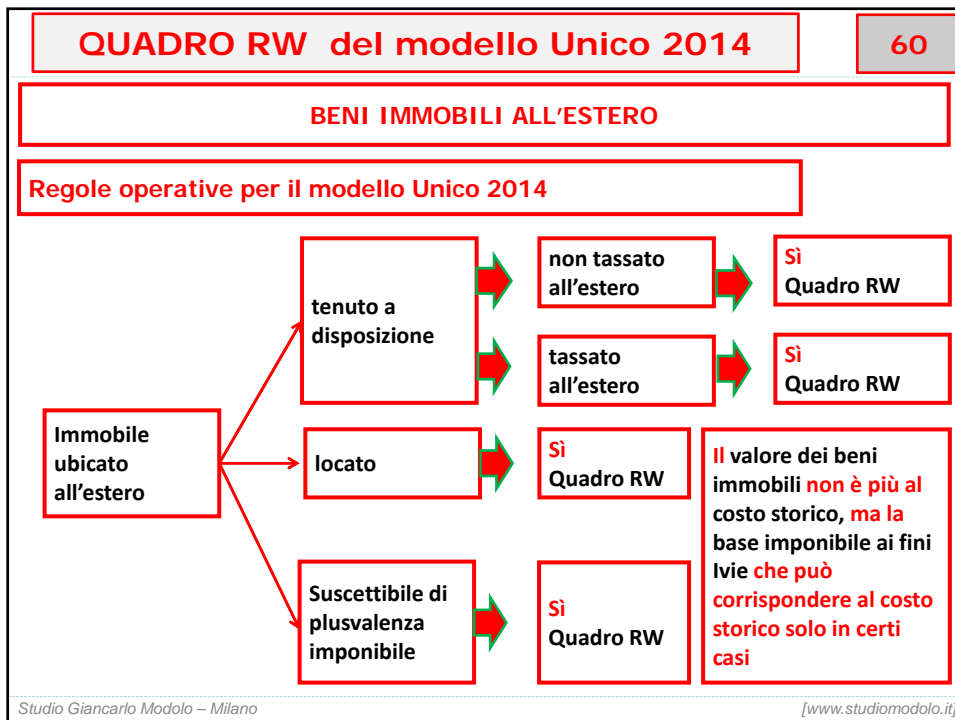 QUADRO RW del modello Unico 2014
60
BENI IMMOBILI ALL'ESTERO
Regole operative per il modello Unico 2014
Immobile
ubicato
all'estero
tenuto a
disposizione
non tassato
all'estero
Sì
Quadro RW
tassato
all'estero
Sì
Quadro RW
locato
Sì
Quadro RW
Suscettibile di
plusvalenza
imponibile
Sì
Quadro RW
Il valore dei beni
immobili non è più al
costo storico, ma la
base imponibile ai fini
Ivie che può
corrispondere al costo
storico solo in certi
casi
Studio Giancarlo Modolo – Milano
[www.studiomodolo.it]